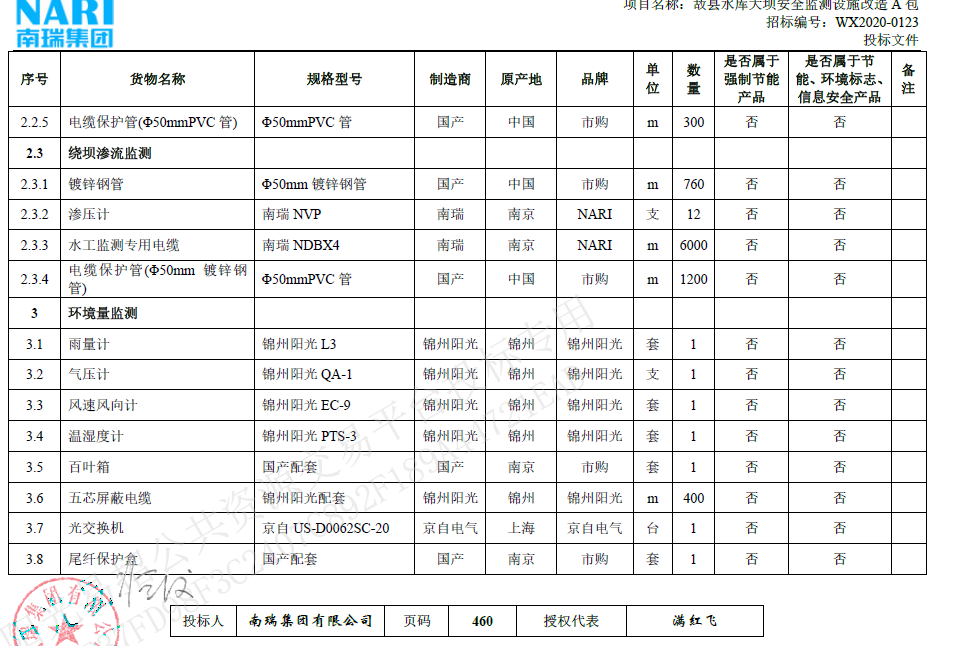 NARI
南瑞集团
项目名称：故县水库大坝安全监测设施改造 A 包
招标编号：WX2020-0123
投标文件
序号 货物名称 规格型号 制造商 原产地 品牌 单位 数量 是否属于强制节能产品 是否属于节能、环境标志、信息安全产品 备注
2.2.5 电缆保护管(Φ50mmPVC 管) Φ50mmPVC 管 国产 中国 市购 m 300 否 否
2.3 绕坝渗流监测
2.3.1 镀锌钢管 Φ50mm 镀锌钢管 国产 中国 市购 m 760 否 否
2.3.2 渗压计 南瑞 NVP 南瑞 南京 NARI 支 12 否 否
2.3.3 水工监测专用电缆 南瑞 NDBX4 南瑞 南京 NARI m 6000 否 否
2.3.4 电缆保护管(Φ50mm 镀锌钢管) Φ50mmPVC 管 国产 中国 市购 m 1200 否 否
3 环境量监测
3.1 雨量计 锦州阳光 L3 锦州阳光 锦州 锦州阳光 套 1 否 否
3.2 气压计 锦州阳光 QA-1 锦州阳光 锦州 锦州阳光 支 1 否 否
3.3 风速风向计 锦州阳光 EC-9 锦州阳光 锦州 锦州阳光 套 1 否 否
3.4 温湿度计 锦州阳光 PTS-3 锦州阳光 锦州 锦州阳光 套 1 否 否
3.5 百叶箱 国产配套 国产 南京 市购 套 1 否 否
3.6 五芯屏蔽电缆 锦州阳光配套 锦州阳光 锦州 锦州阳光 m 400 否 否
3.7 光交换机 京自 US-D0062SC-20 京自电气 上海 京自电气 台 1 否 否
3.8 尾纤保护盒 国产配套 国产 南京 市购 套 1 否 否
投标人 南瑞集团有限公司 页码 460 授权代表 满红飞